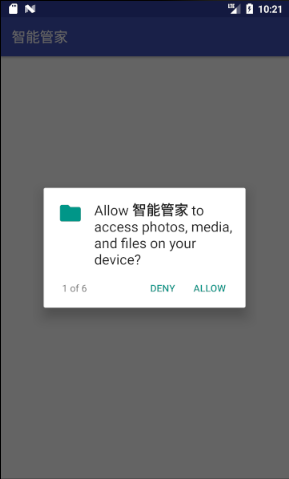 10:21
智能管家
Allow 智能管家 to
access photos, media,
and files on your
device?
1 of 6 DENY ALLOW